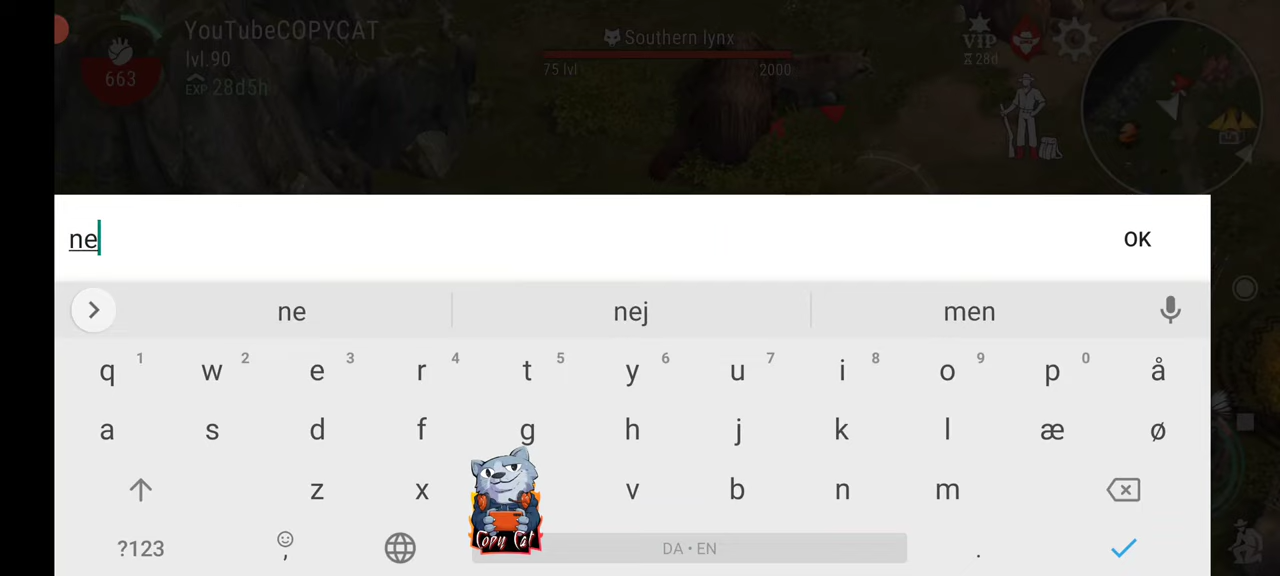 YouTubeCOPYCAT
lvl.90
EXP 28d5h
663
Southern lynx
75 lvl 2000
VIP
28d
ne OK
ne nej men
q 1 w 2 e 3 r 4 t 5 y 6 u 7 i 8 o 9 p 0 å
a s d f g h j k l æ ø
z x v b n m
?123 , DA • EN .
Copy Cat